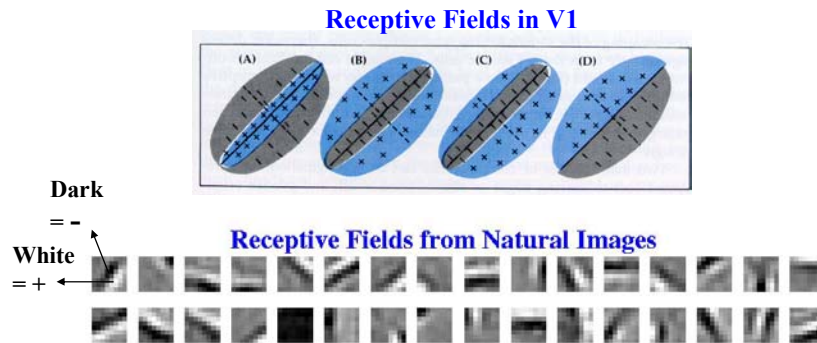 Receptive Fields in V1
(A) (B) (C) (D)
Dark
= -
White
= +
Receptive Fields from Natural Images